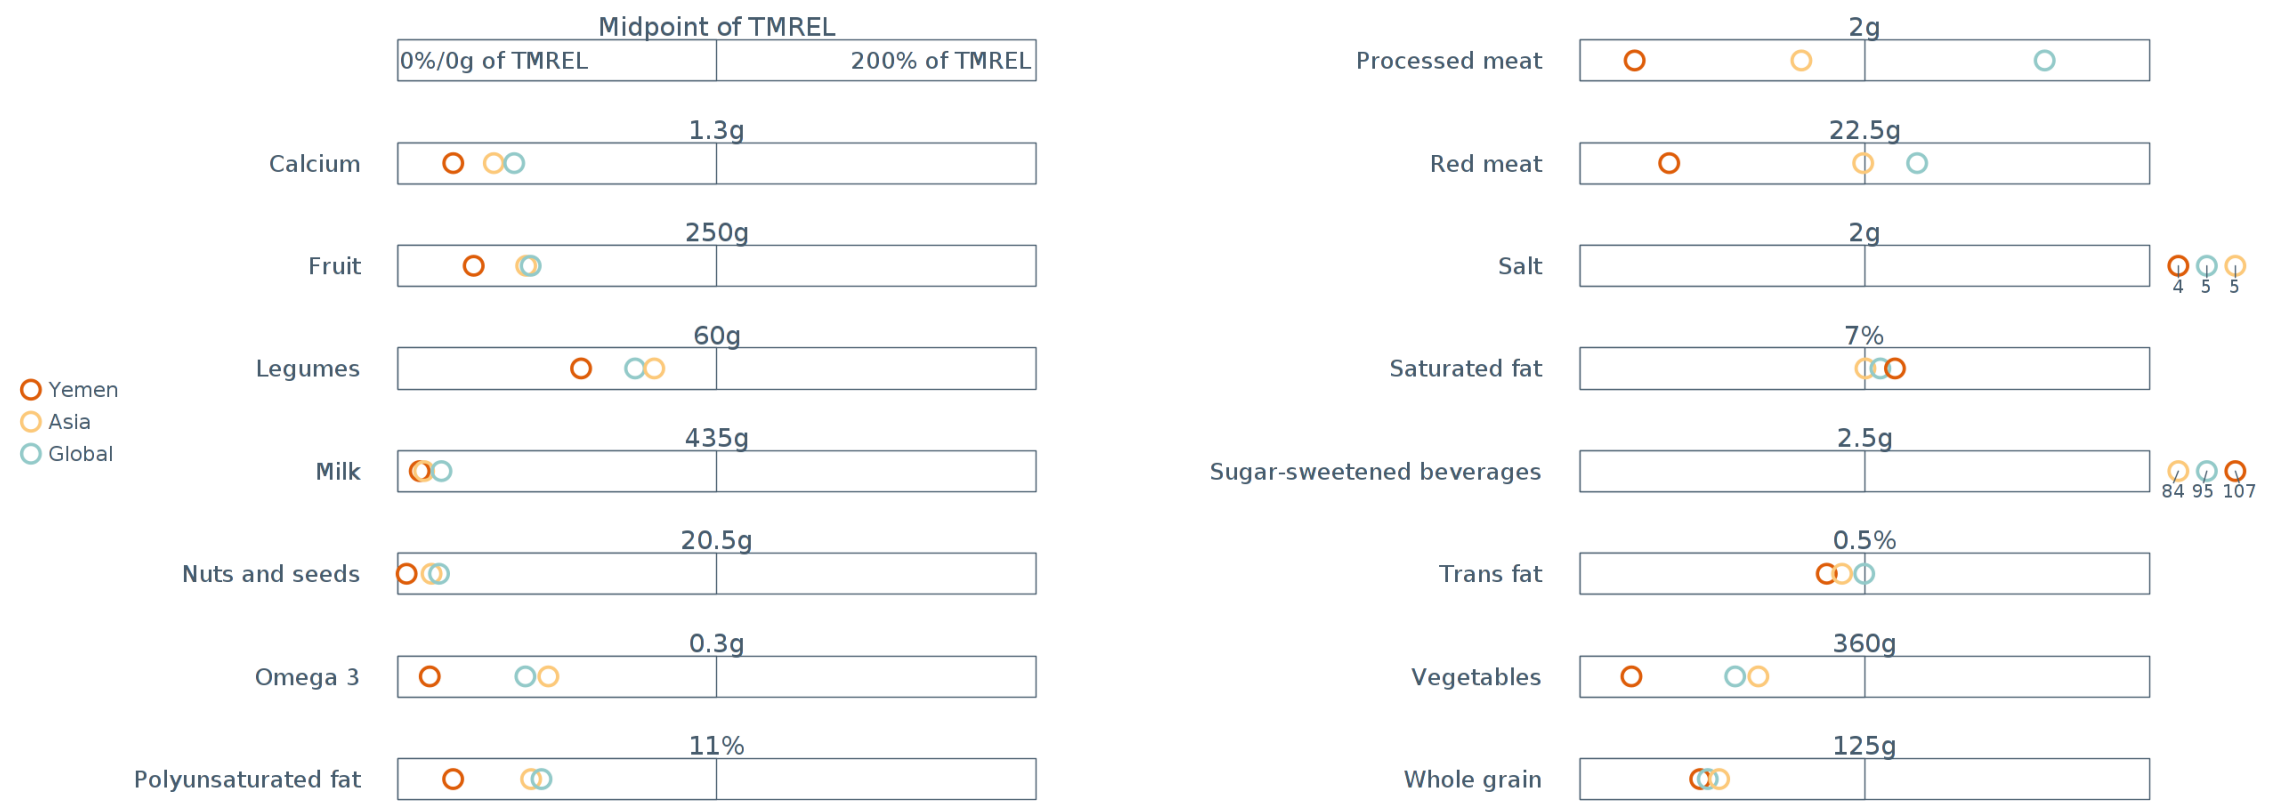 Midpoint of TMREL
0%/0g of TMREL
200% of TMREL
Calcium
1.3g
Fruit
250g
Legumes
60g
Milk
435g
Nuts and seeds
20.5g
Omega 3
0.3g
Polyunsaturated fat
11%
Yemen
Asia
Global
Processed meat
2g
Red meat
22.5g
Salt
2g
4 5 5
Saturated fat
7%
Sugar-sweetened beverages
2.5g
84 95 107
Trans fat
0.5%
Vegetables
360g
Whole grain
125g